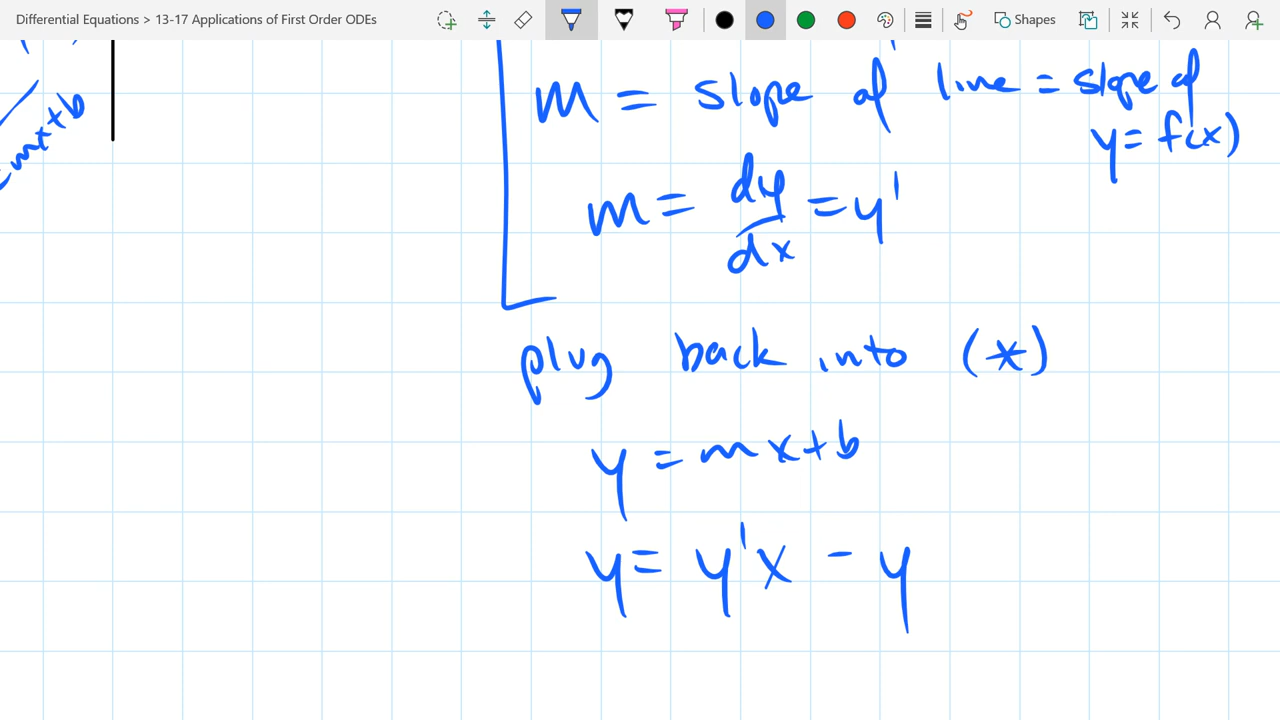 Differential Equations > 13-17 Applications of First Order ODEs
Shapes
mx+b
m = slope of line = slope of
y = f(x)
m = dy/dx = y'
plug back into (*)
y = mx+b
y = y'x - y